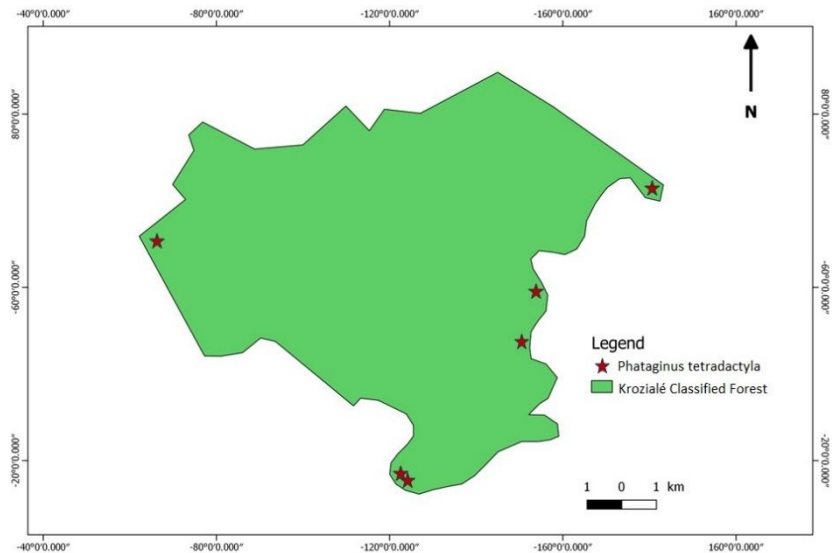 -40°0'0.000" -80°0'0.000" -120°0'0.000" -160°0'0.000" 160°0'0.000"
N
80°0'0.000" 80°0'0.000"
-60°0'0.000" -60°0'0.000"
Legend
Phataginus tetradactyla
Krozialé Classified Forest
-20°0'0.000" -20°0'0.000"
1 0 1 km
-40°0'0.000" -80°0'0.000" -120°0'0.000" -160°0'0.000" 160°0'0.000"